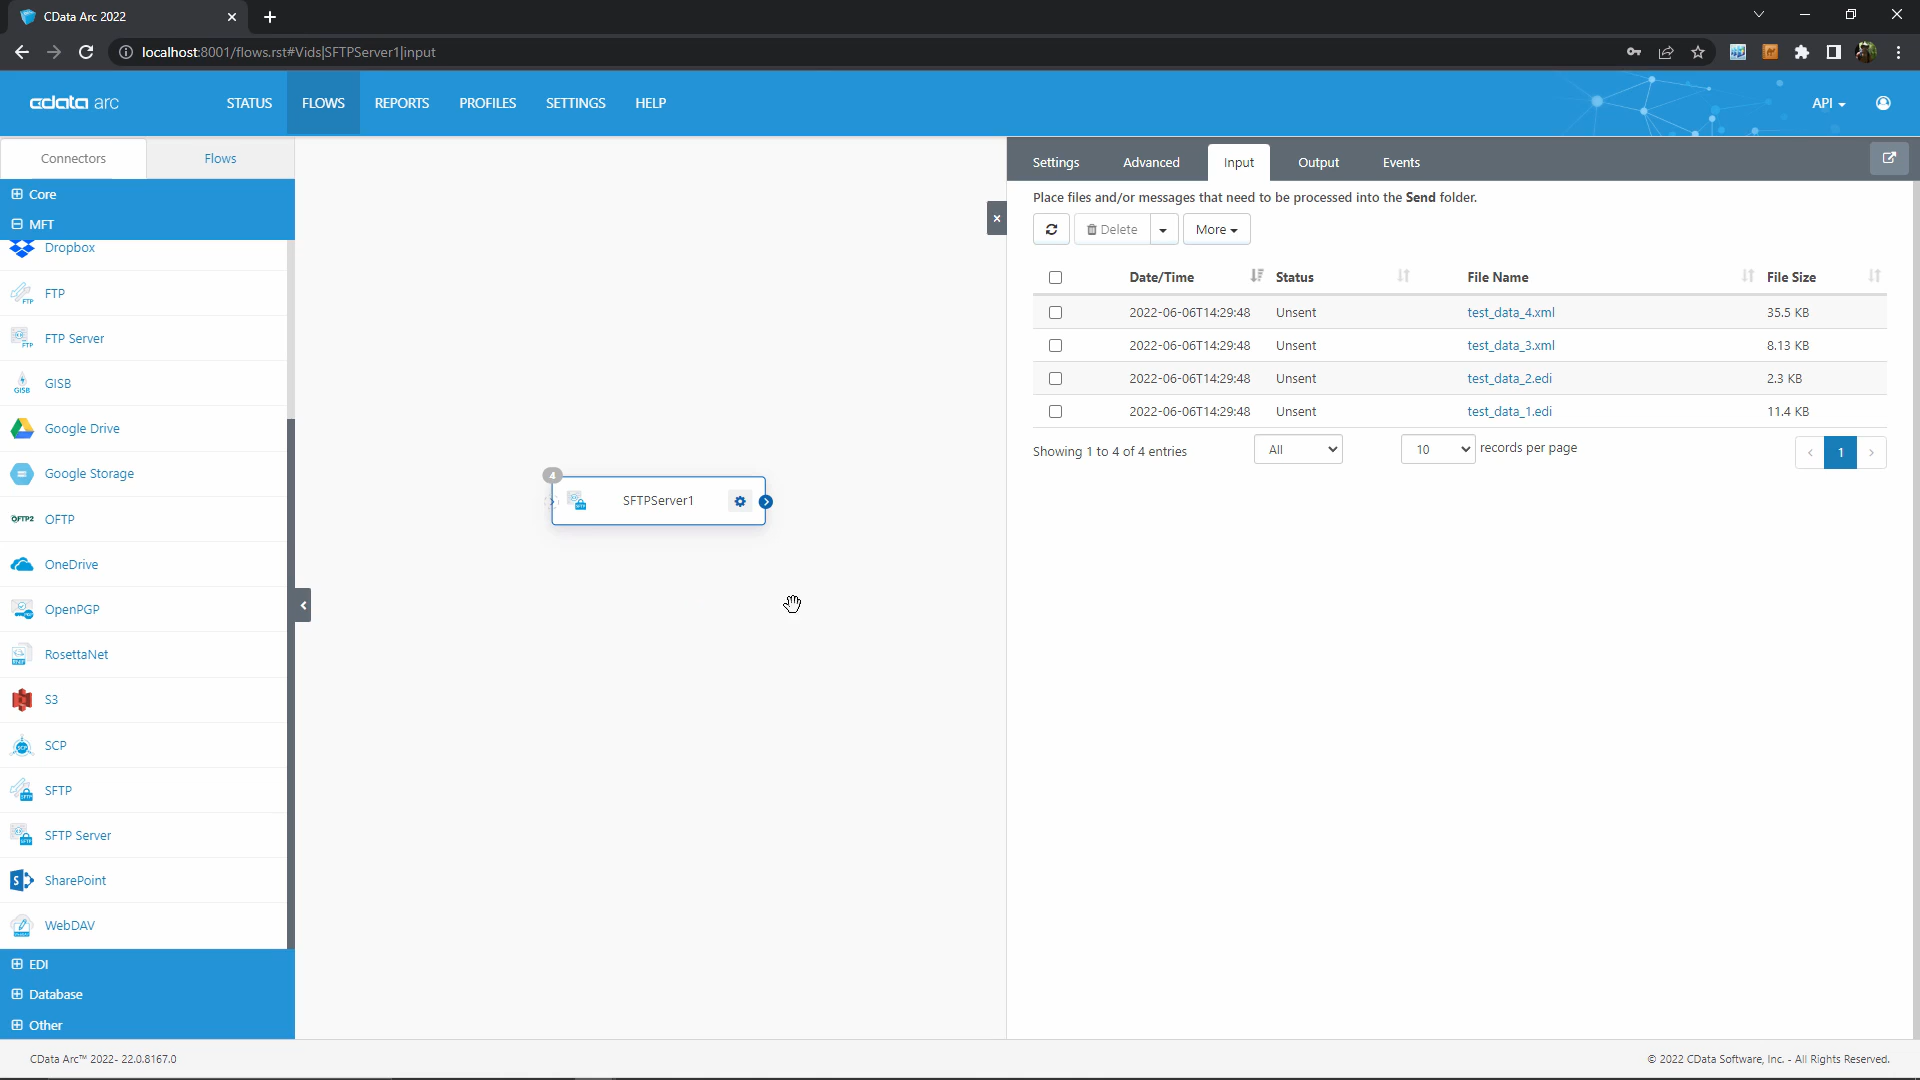 CData Arc 2022
localhost:8001/flows.rst#Vids|SFTPServer1|input
cdata arc
STATUS
FLOWS
REPORTS
PROFILES
SETTINGS
HELP
API
Connectors
Flows
Core
MFT
Dropbox
FTP
FTP
FTP Server
FTP
GISB
GISB
Google Drive
Google Storage
OFTP2
OFTP
OneDrive
OpenPGP
RosettaNet
S3
SCP
SCP
SFTP
SFTP
SFTP Server
SFTP
SharePoint
WebDAV
EDI
Database
Other
4
SFTPServer1
Settings
Advanced
Input
Output
Events
Place files and/or messages that need to be processed into the Send folder.
Delete
More
Date/Time Status File Name File Size
2022-06-06T14:29:48 Unsent test_data_4.xml 35.5 KB
2022-06-06T14:29:48 Unsent test_data_3.xml 8.13 KB
2022-06-06T14:29:48 Unsent test_data_2.edi 2.3 KB
2022-06-06T14:29:48 Unsent test_data_1.edi 11.4 KB
Showing 1 to 4 of 4 entries
All
10
records per page
1
CData Arc™ 2022- 22.0.8167.0
© 2022 CData Software, Inc. - All Rights Reserved.